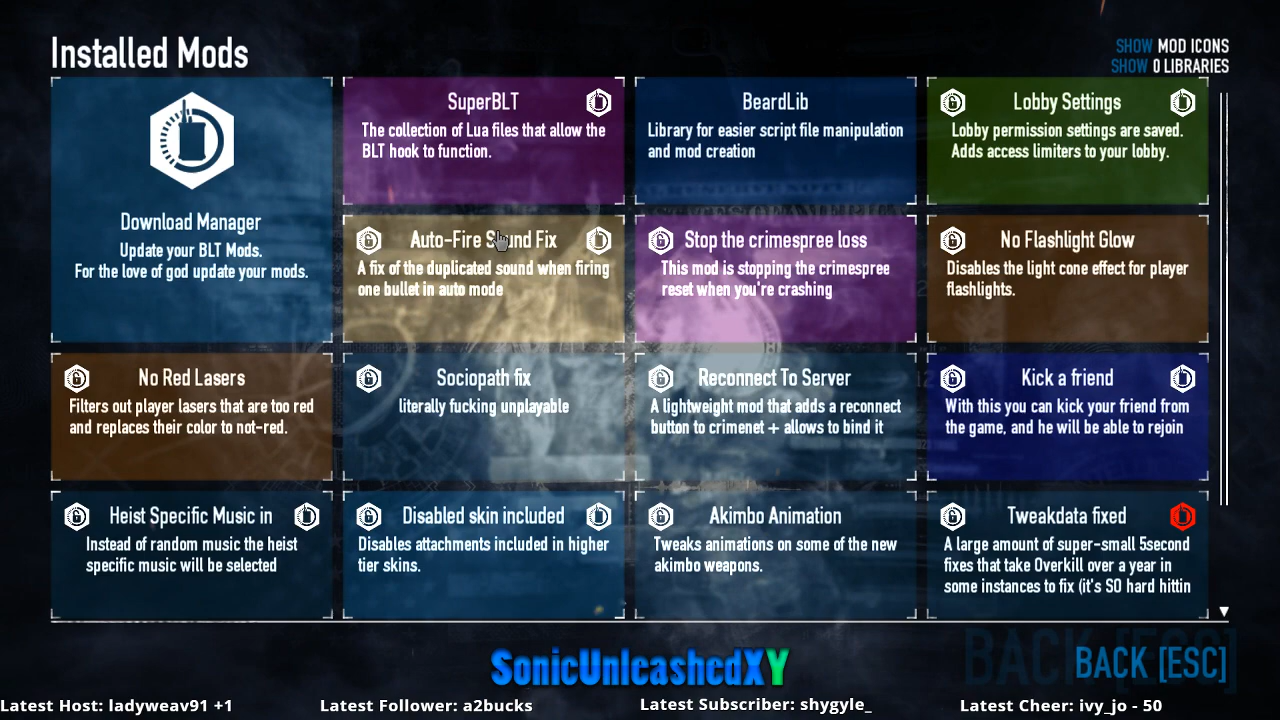 Installed Mods
SHOW MOD ICONS
SHOW 0 LIBRARIES
Download Manager
Update your BLT Mods.
For the love of god update your mods.
SuperBLT
The collection of Lua files that allow the
BLT hook to function.
BeardLib
Library for easier script file manipulation
and mod creation
Lobby Settings
Lobby permission settings are saved.
Adds access limiters to your lobby.
Auto-Fire Sound Fix
A fix of the duplicated sound when firing
one bullet in auto mode
Stop the crimespree loss
This mod is stopping the crimespree
reset when you're crashing
No Flashlight Glow
Disables the light cone effect for player
flashlights.
No Red Lasers
Filters out player lasers that are too red
and replaces their color to not-red.
Sociopath fix
literally fucking unplayable
Reconnect To Server
A lightweight mod that adds a reconnect
button to crimenet + allows to bind it
Kick a friend
With this you can kick your friend from
the game, and he will be able to rejoin
Heist Specific Music in
Instead of random music the heist
specific music will be selected
Disabled skin included
Disables attachments included in higher
tier skins.
Akimbo Animation
Tweaks animations on some of the new
akimbo weapons.
Tweakdata fixed
A large amount of super-small 5second
fixes that take Overkill over a year in
some instances to fix (it's SO hard hittin
BACK [ESC]
BACK [ESC]
SonicUnleashedXY
Latest Host: ladyweav91 +1
Latest Follower: a2bucks
Latest Subscriber: shygyle_
Latest Cheer: ivy_jo - 50